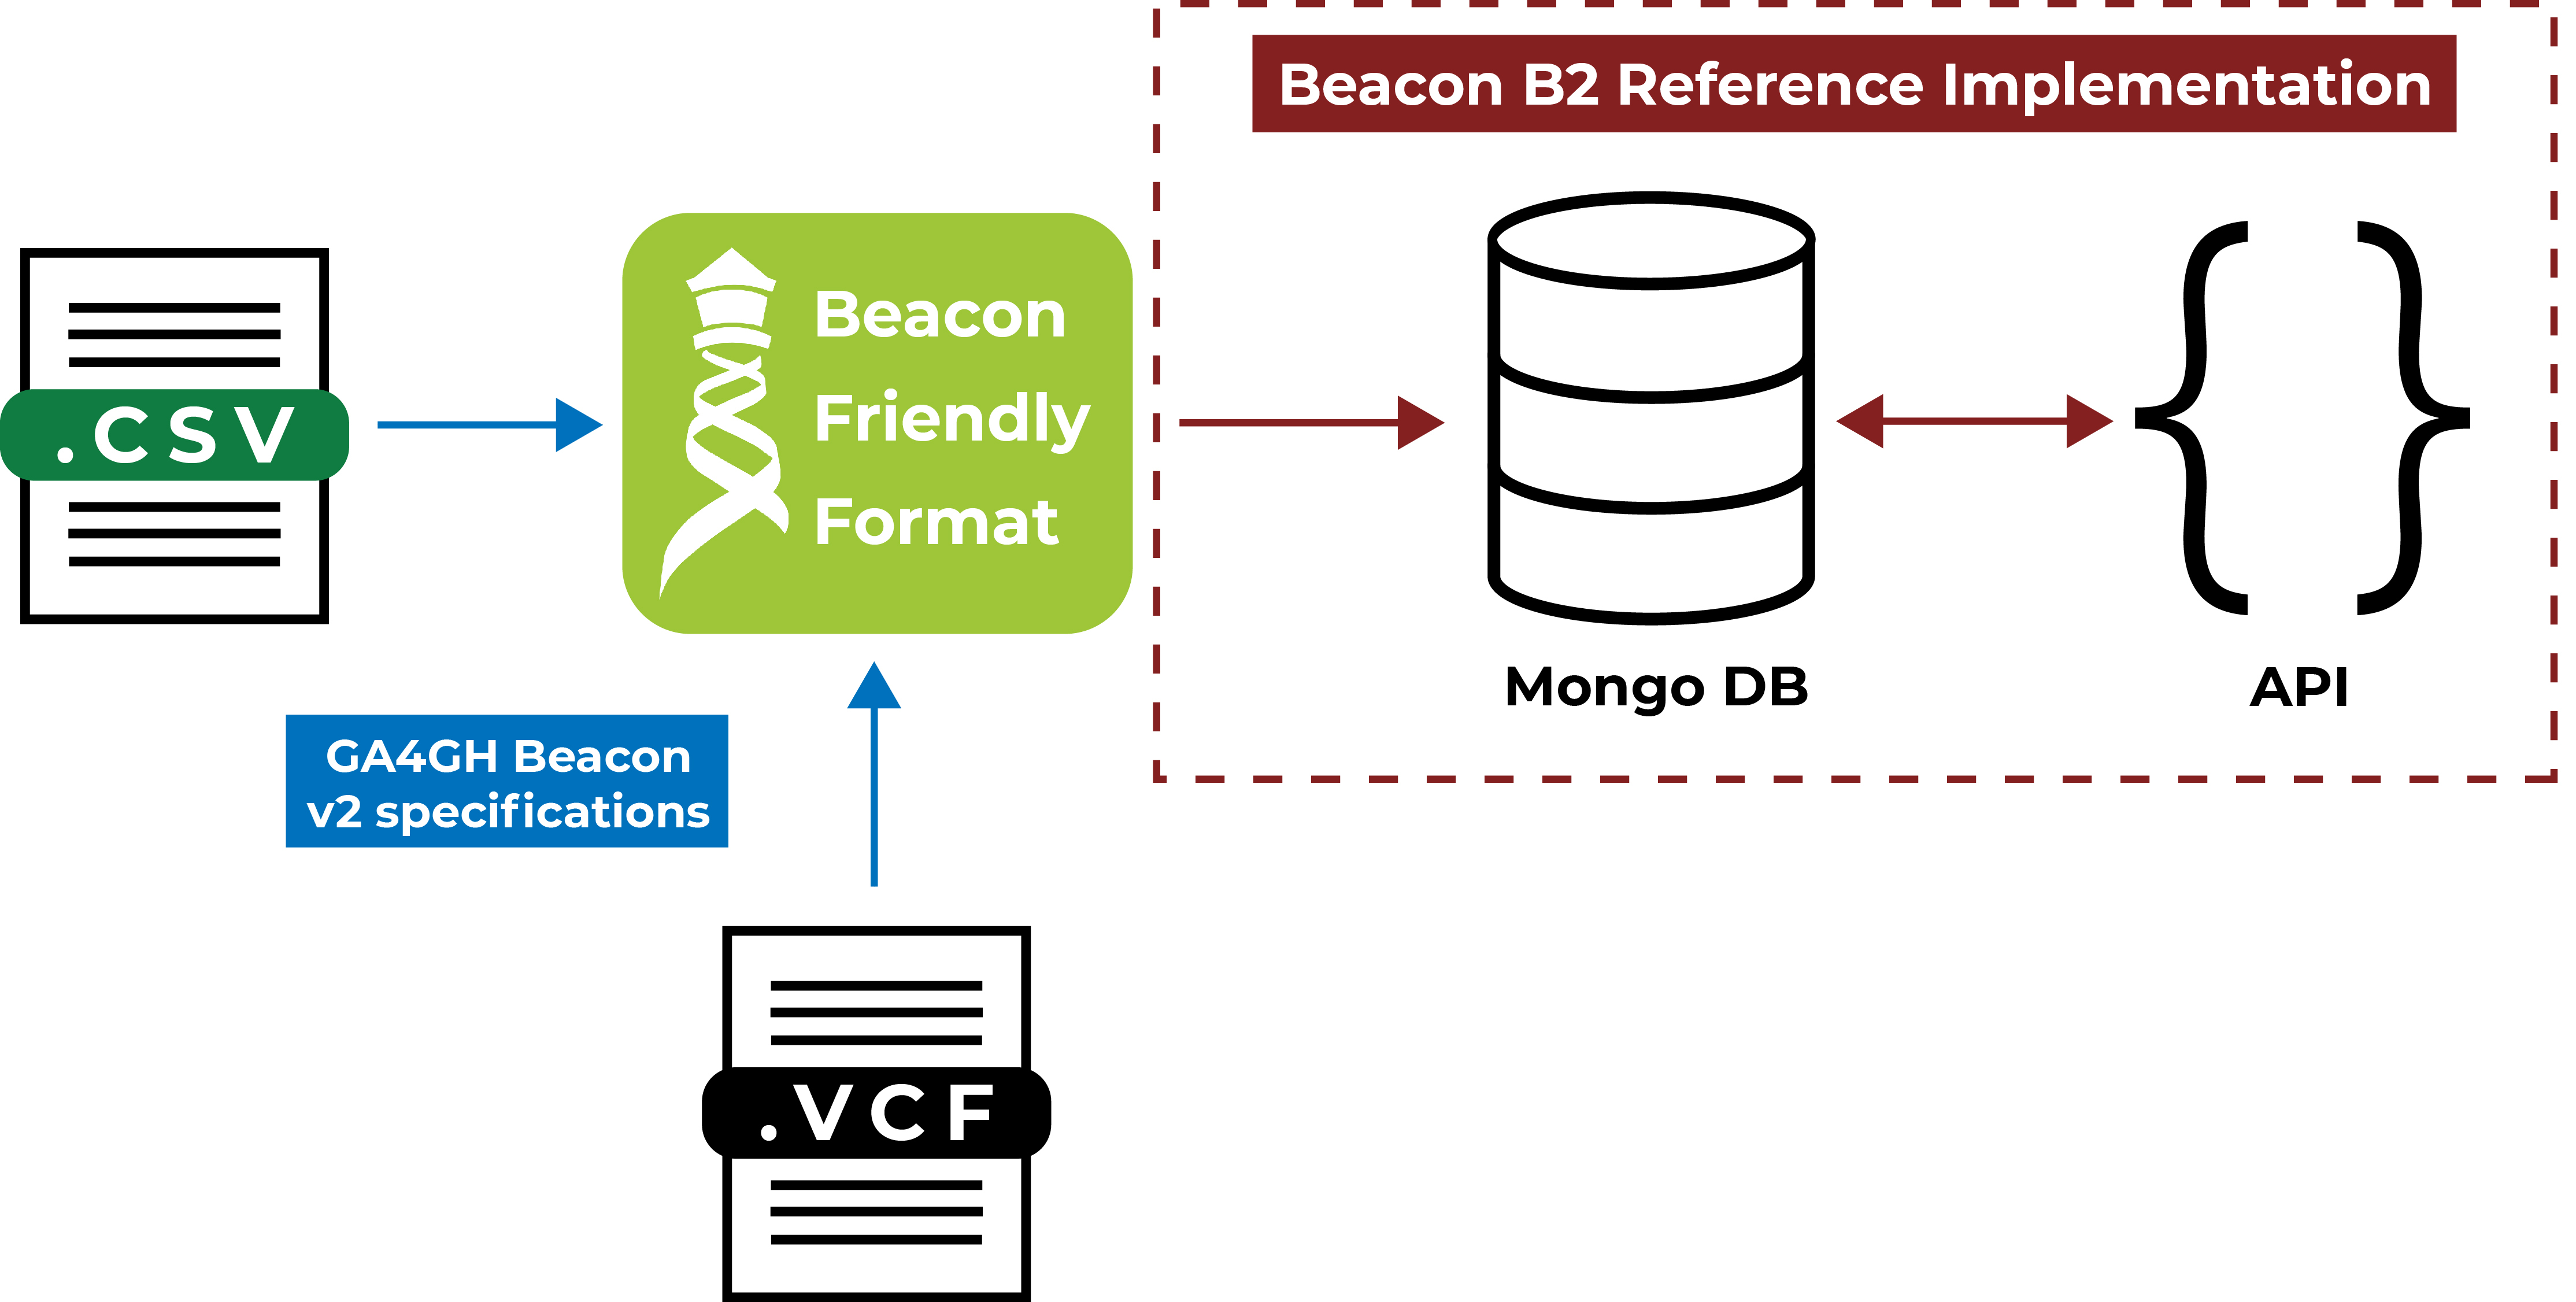 Beacon B2 Reference Implementation
.CSV
Beacon
Friendly
Format
Mongo DB
API
GA4GH Beacon
v2 specifications
.VCF